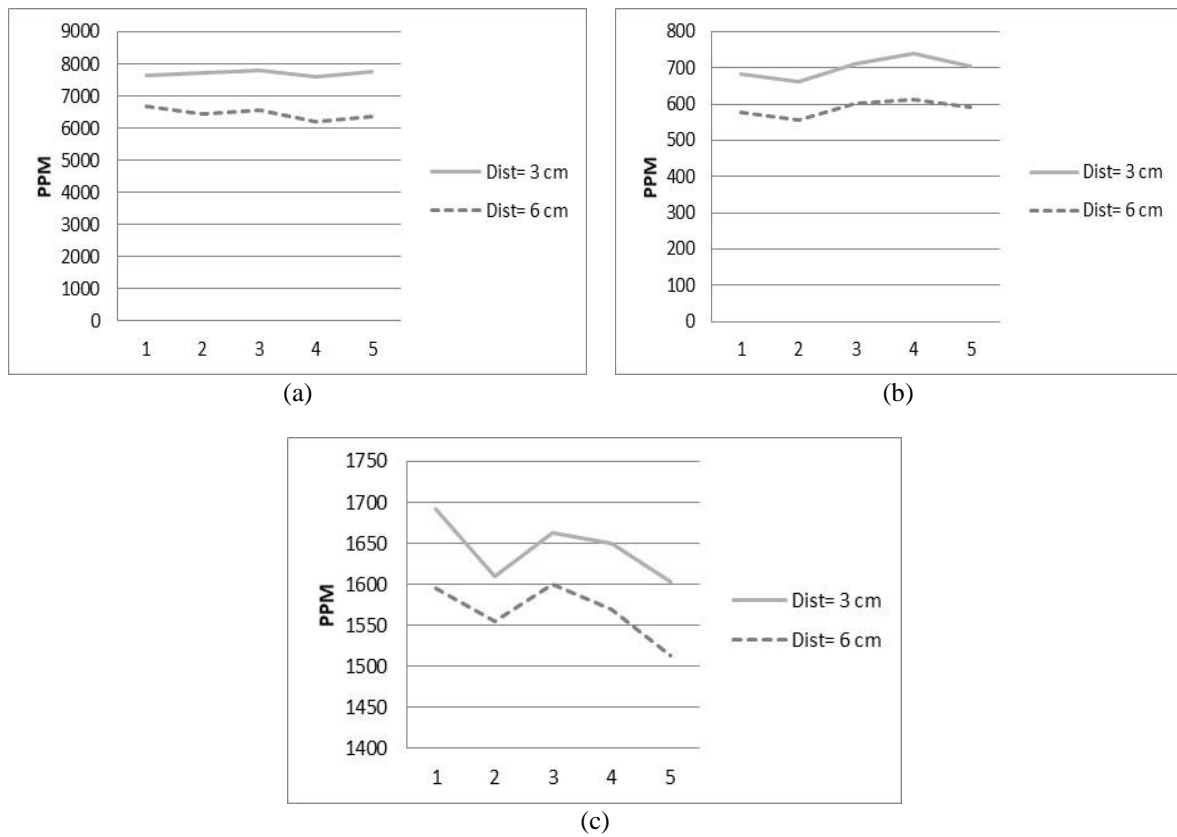 9000
8000
7000
6000
5000
4000
3000
2000
1000
0
PPM
1 2 3 4 5
Dist= 3 cm
Dist= 6 cm
(a)
800
700
600
500
400
300
200
100
0
PPM
1 2 3 4 5
Dist= 3 cm
Dist= 6 cm
(b)
1750
1700
1650
1600
1550
1500
1450
1400
PPM
1 2 3 4 5
Dist= 3 cm
Dist= 6 cm
(c)